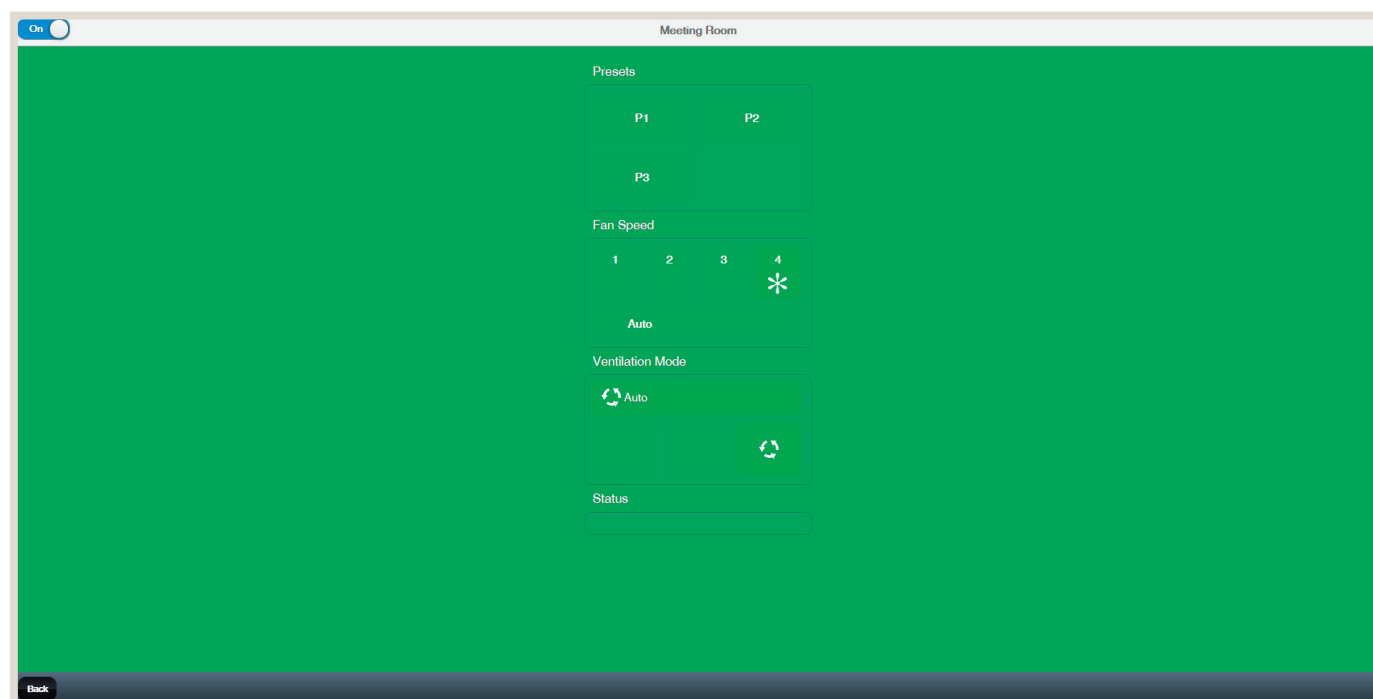 On
Meeting Room
Presets
P1 P2
P3
Fan Speed
1 2 3 4
Auto
Ventilation Mode
Auto
Status
Back